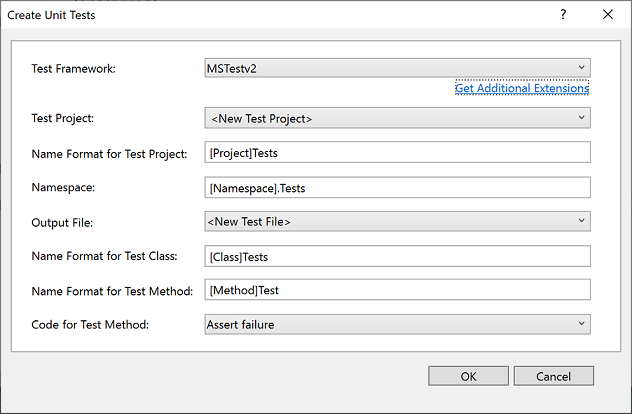 Create Unit Tests
Test Framework: MSTestv2
Get Additional Extensions
Test Project: <New Test Project>
Name Format for Test Project: [Project]Tests
Namespace: [Namespace].Tests
Output File: <New Test File>
Name Format for Test Class: [Class]Tests
Name Format for Test Method: [Method]Test
Code for Test Method: Assert failure
OK Cancel